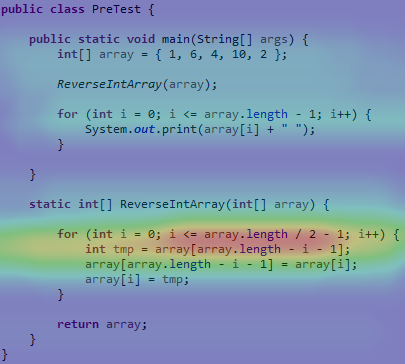 public class PreTest {
public static void main(String[] args) {
int[] array = { 1, 6, 4, 10, 2 };
ReverseIntArray(array);
for (int i = 0; i <= array.length - 1; i++) {
System.out.print(array[i] + " ");
}
}
static int[] ReverseIntArray(int[] array) {
for (int i = 0; i <= array.length / 2 - 1; i++) {
int tmp = array[array.length - i - 1];
array[array.length - i - 1] = array[i];
array[i] = tmp;
}
return array;
}
}